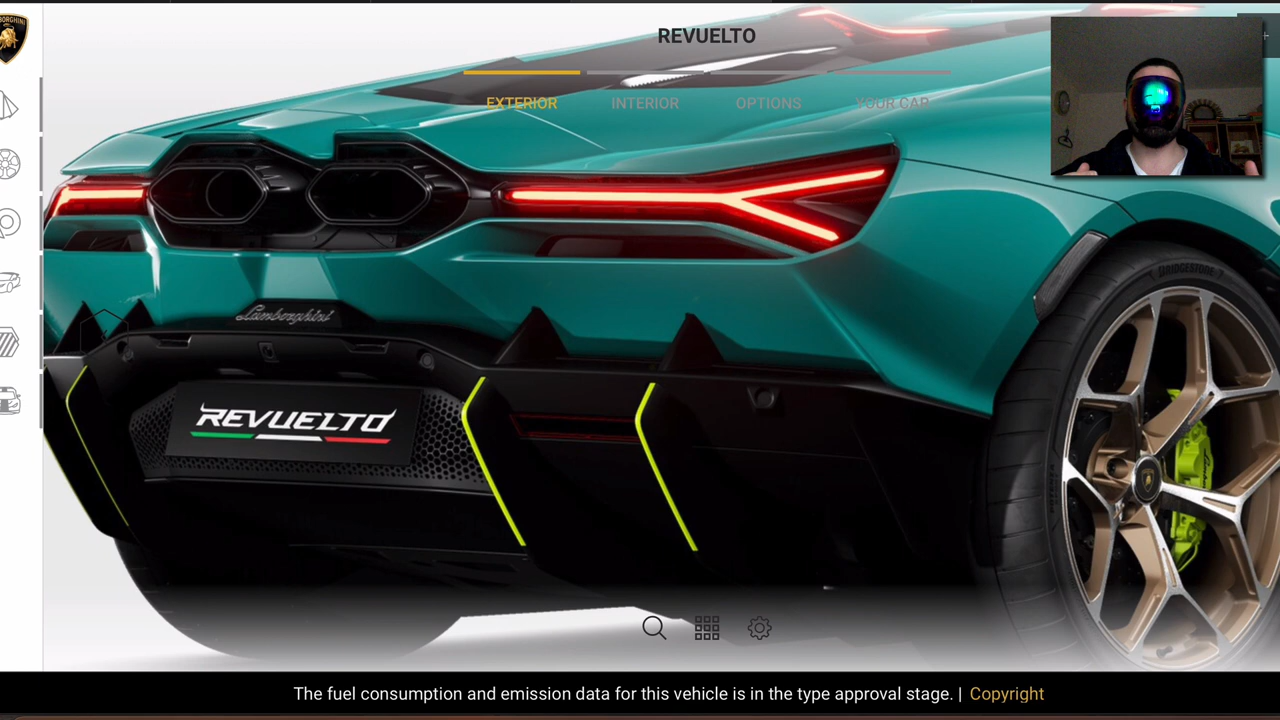 REVUELTO
EXTERIOR
INTERIOR
OPTIONS
YOUR CAR
Lamborghini
REVUELTO
BRIDGESTONE
The fuel consumption and emission data for this vehicle is in the type approval stage. | Copyright